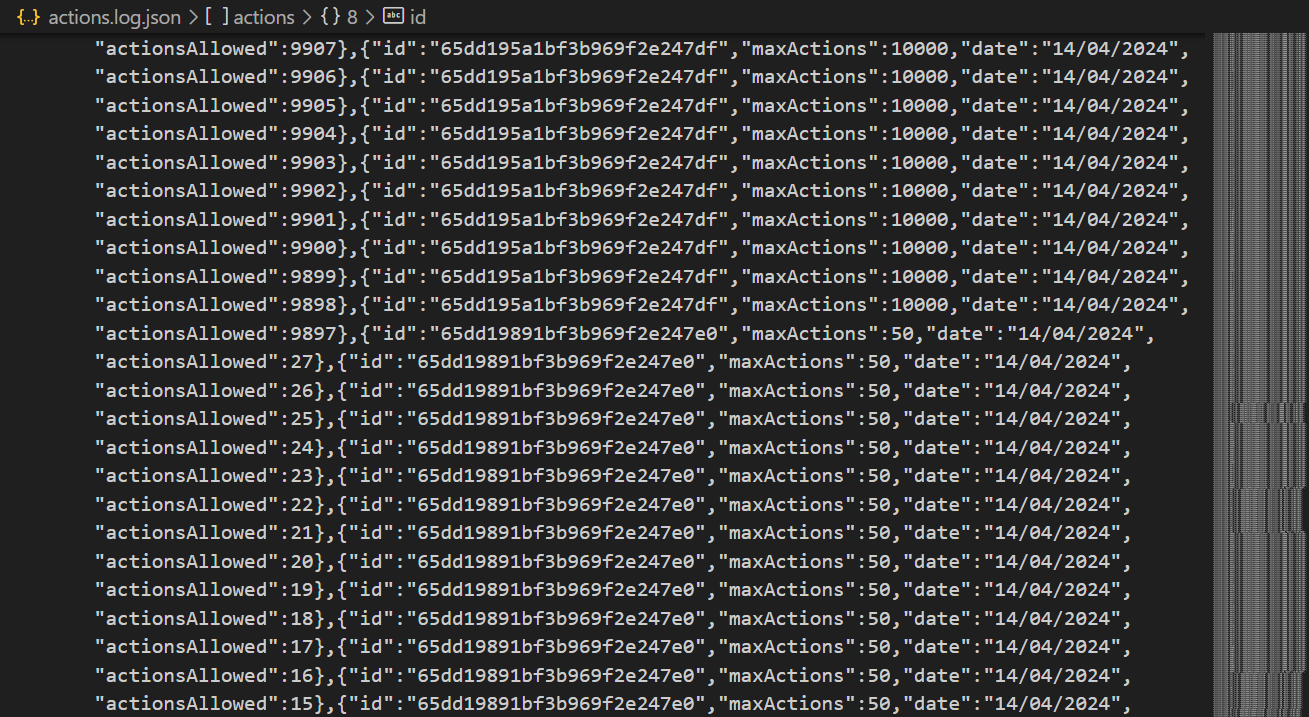 {..} actions.log.json > [ ] actions > {} 8 > abc id
"actionsAllowed":9907},{"id":"65dd195a1bf3b969f2e247df","maxActions":10000,"date":"14/04/2024",
"actionsAllowed":9906},{"id":"65dd195a1bf3b969f2e247df","maxActions":10000,"date":"14/04/2024",
"actionsAllowed":9905},{"id":"65dd195a1bf3b969f2e247df","maxActions":10000,"date":"14/04/2024",
"actionsAllowed":9904},{"id":"65dd195a1bf3b969f2e247df","maxActions":10000,"date":"14/04/2024",
"actionsAllowed":9903},{"id":"65dd195a1bf3b969f2e247df","maxActions":10000,"date":"14/04/2024",
"actionsAllowed":9902},{"id":"65dd195a1bf3b969f2e247df","maxActions":10000,"date":"14/04/2024",
"actionsAllowed":9901},{"id":"65dd195a1bf3b969f2e247df","maxActions":10000,"date":"14/04/2024",
"actionsAllowed":9900},{"id":"65dd195a1bf3b969f2e247df","maxActions":10000,"date":"14/04/2024",
"actionsAllowed":9899},{"id":"65dd195a1bf3b969f2e247df","maxActions":10000,"date":"14/04/2024",
"actionsAllowed":9898},{"id":"65dd195a1bf3b969f2e247df","maxActions":10000,"date":"14/04/2024",
"actionsAllowed":9897},{"id":"65dd19891bf3b969f2e247e0","maxActions":50,"date":"14/04/2024",
"actionsAllowed":27},{"id":"65dd19891bf3b969f2e247e0","maxActions":50,"date":"14/04/2024",
"actionsAllowed":26},{"id":"65dd19891bf3b969f2e247e0","maxActions":50,"date":"14/04/2024",
"actionsAllowed":25},{"id":"65dd19891bf3b969f2e247e0","maxActions":50,"date":"14/04/2024",
"actionsAllowed":24},{"id":"65dd19891bf3b969f2e247e0","maxActions":50,"date":"14/04/2024",
"actionsAllowed":23},{"id":"65dd19891bf3b969f2e247e0","maxActions":50,"date":"14/04/2024",
"actionsAllowed":22},{"id":"65dd19891bf3b969f2e247e0","maxActions":50,"date":"14/04/2024",
"actionsAllowed":21},{"id":"65dd19891bf3b969f2e247e0","maxActions":50,"date":"14/04/2024",
"actionsAllowed":20},{"id":"65dd19891bf3b969f2e247e0","maxActions":50,"date":"14/04/2024",
"actionsAllowed":19},{"id":"65dd19891bf3b969f2e247e0","maxActions":50,"date":"14/04/2024",
"actionsAllowed":18},{"id":"65dd19891bf3b969f2e247e0","maxActions":50,"date":"14/04/2024",
"actionsAllowed":17},{"id":"65dd19891bf3b969f2e247e0","maxActions":50,"date":"14/04/2024",
"actionsAllowed":16},{"id":"65dd19891bf3b969f2e247e0","maxActions":50,"date":"14/04/2024",
"actionsAllowed":15},{"id":"65dd19891bf3b969f2e247e0","maxActions":50,"date":"14/04/2024",